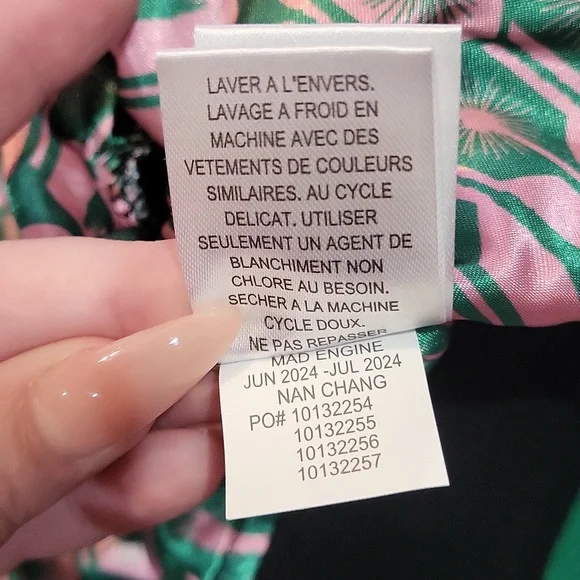 LAVER A L'ENVERS.
LAVAGE A FROID EN
MACHINE AVEC DES
VETEMENTS DE COULEURS
SIMILAIRES. AU CYCLE
DELICAT. UTILISER
SEULEMENT UN AGENT DE
BLANCHIMENT NON
CHLORE AU BESOIN.
SECHER A LA MACHINE
CYCLE DOUX.
NE PAS REPASSER
MAD ENGINE
JUN 2024 -JUL 2024
NAN CHANG
PO# 10132254
10132255
10132256
10132257